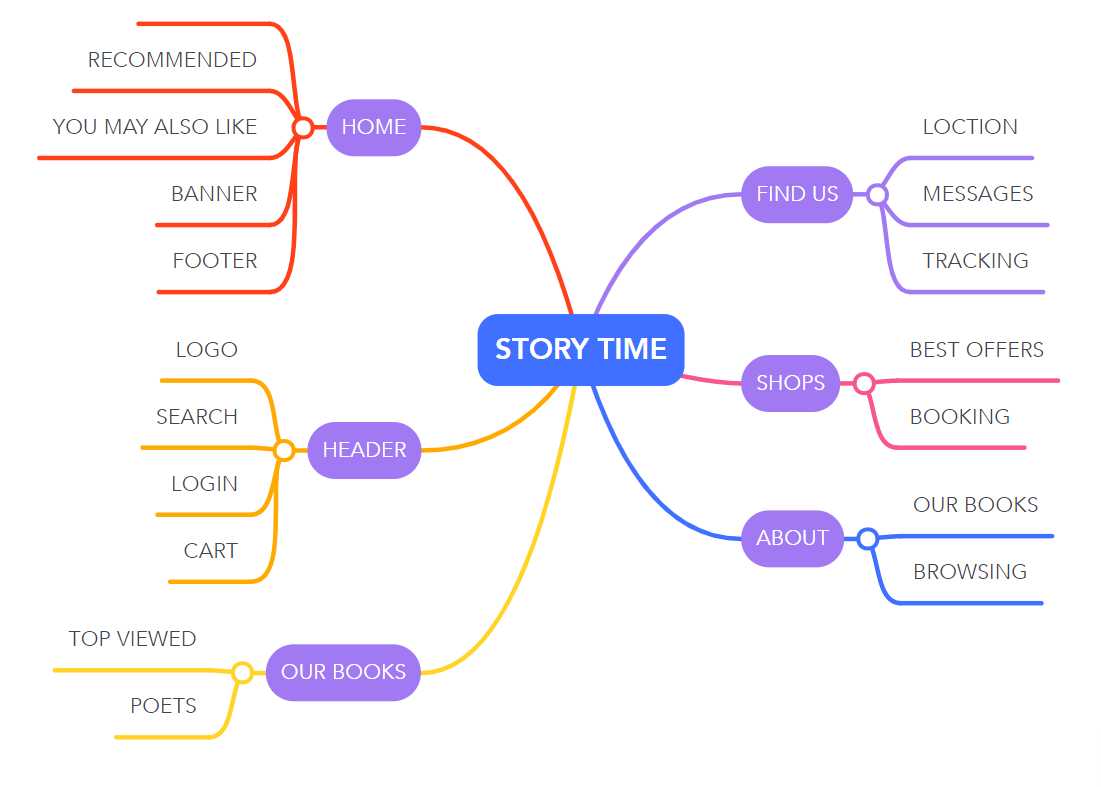 RECOMMENDED
YOU MAY ALSO LIKE
BANNER
FOOTER
HOME
LOGO
SEARCH
LOGIN
CART
HEADER
TOP VIEWED
POETS
OUR BOOKS
STORY TIME
FIND US
LOCTION
MESSAGES
TRACKING
SHOPS
BEST OFFERS
BOOKING
ABOUT
OUR BOOKS
BROWSING